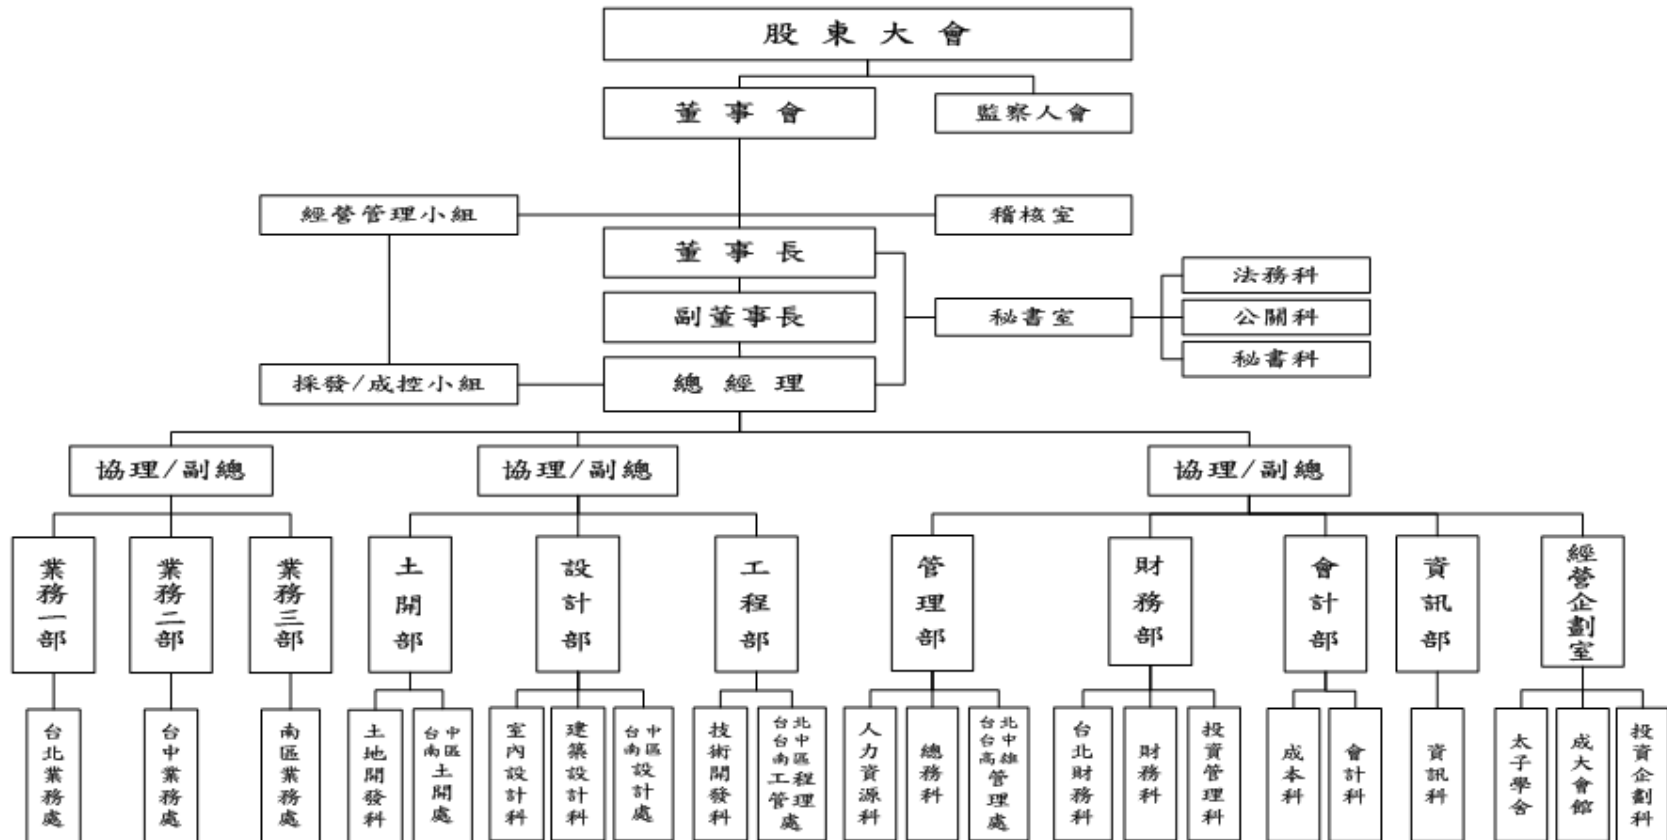 股東大會
董事會
監察人會
經營管理小組
稽核室
董事長
法務科
副董事長
秘書室
公關科
秘書科
採發/成控小組
總經理
協理/副總
協理/副總
協理/副總
業務一部
業務二部
業務三部
土開部
設計部
工程部
管理部
財務部
會計部
資訊部
經營企劃室
台北業務處
台中業務處
南區業務處
土地開發科
台中南區土開處
室內設計科
建築設計科
台中南區設計處
技術開發科
台北台中南區工程管理處
人力資源科
總務科
台北台中高雄管理處
台北財務科
財務科
投資管理科
成本科
會計科
資訊科
太子學舍
成大會館
投資企劃科